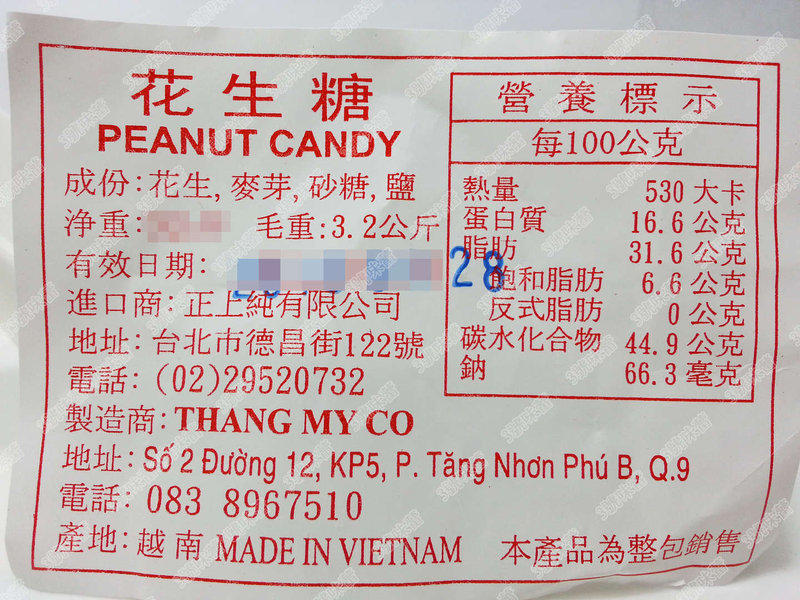 花生糖
PEANUT CANDY
成份:花生,麥芽,砂糖,鹽
净重:
毛重:3.2公斤
有效日期:
28
進口商:正上純有限公司
地址:台北市德昌街122號
電話:(02)29520732
製造商:THANG MY CO
地址:Số 2 Đường 12, KP5, P. Tăng Nhơn Phú B, Q.9
電話:083 8967510
產地:越南 MADE IN VIETNAM
本產品為整包銷售
營養標示
每100公克
熱量 530 大卡
蛋白質 16.6 公克
脂肪 31.6 公克
飽和脂肪 6.6 公克
反式脂肪 0 公克
碳水化合物 44.9 公克
鈉 66.3 毫克